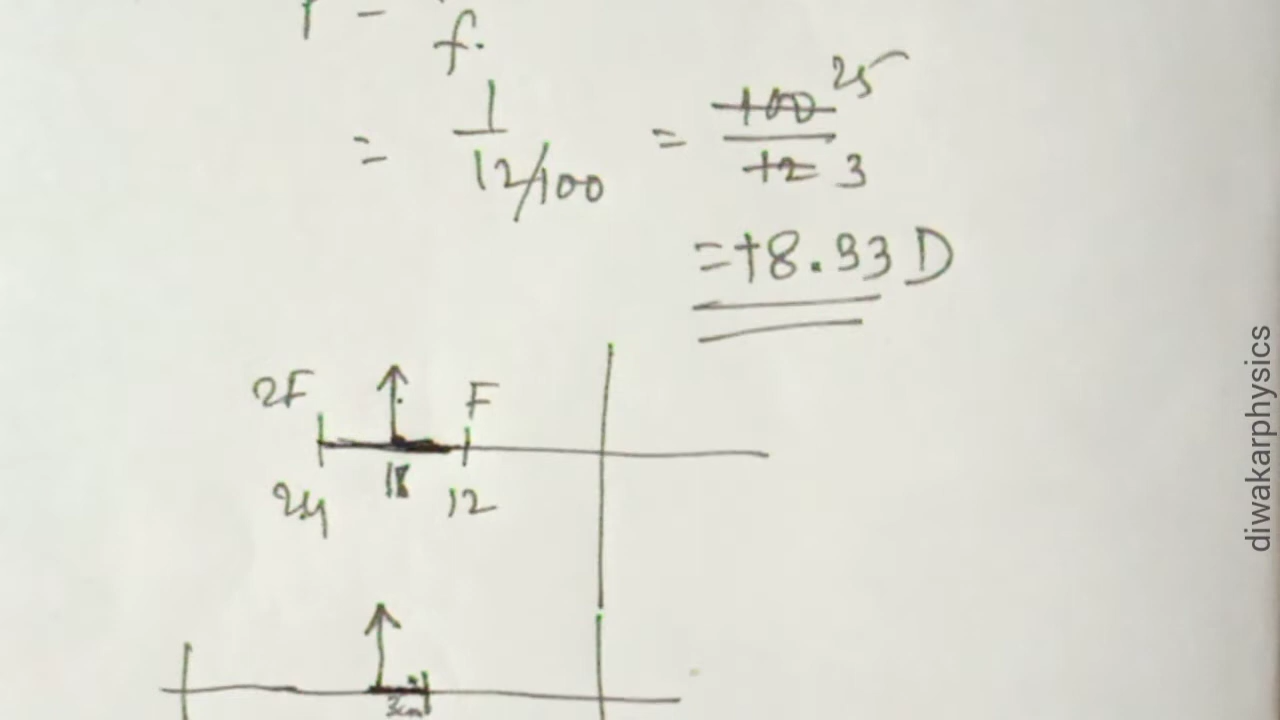 f.
= 1 / 12/100 = 100 25 / 12 3
= +8.33 D
2F F
24 18 12
3cm
diwakarphysics